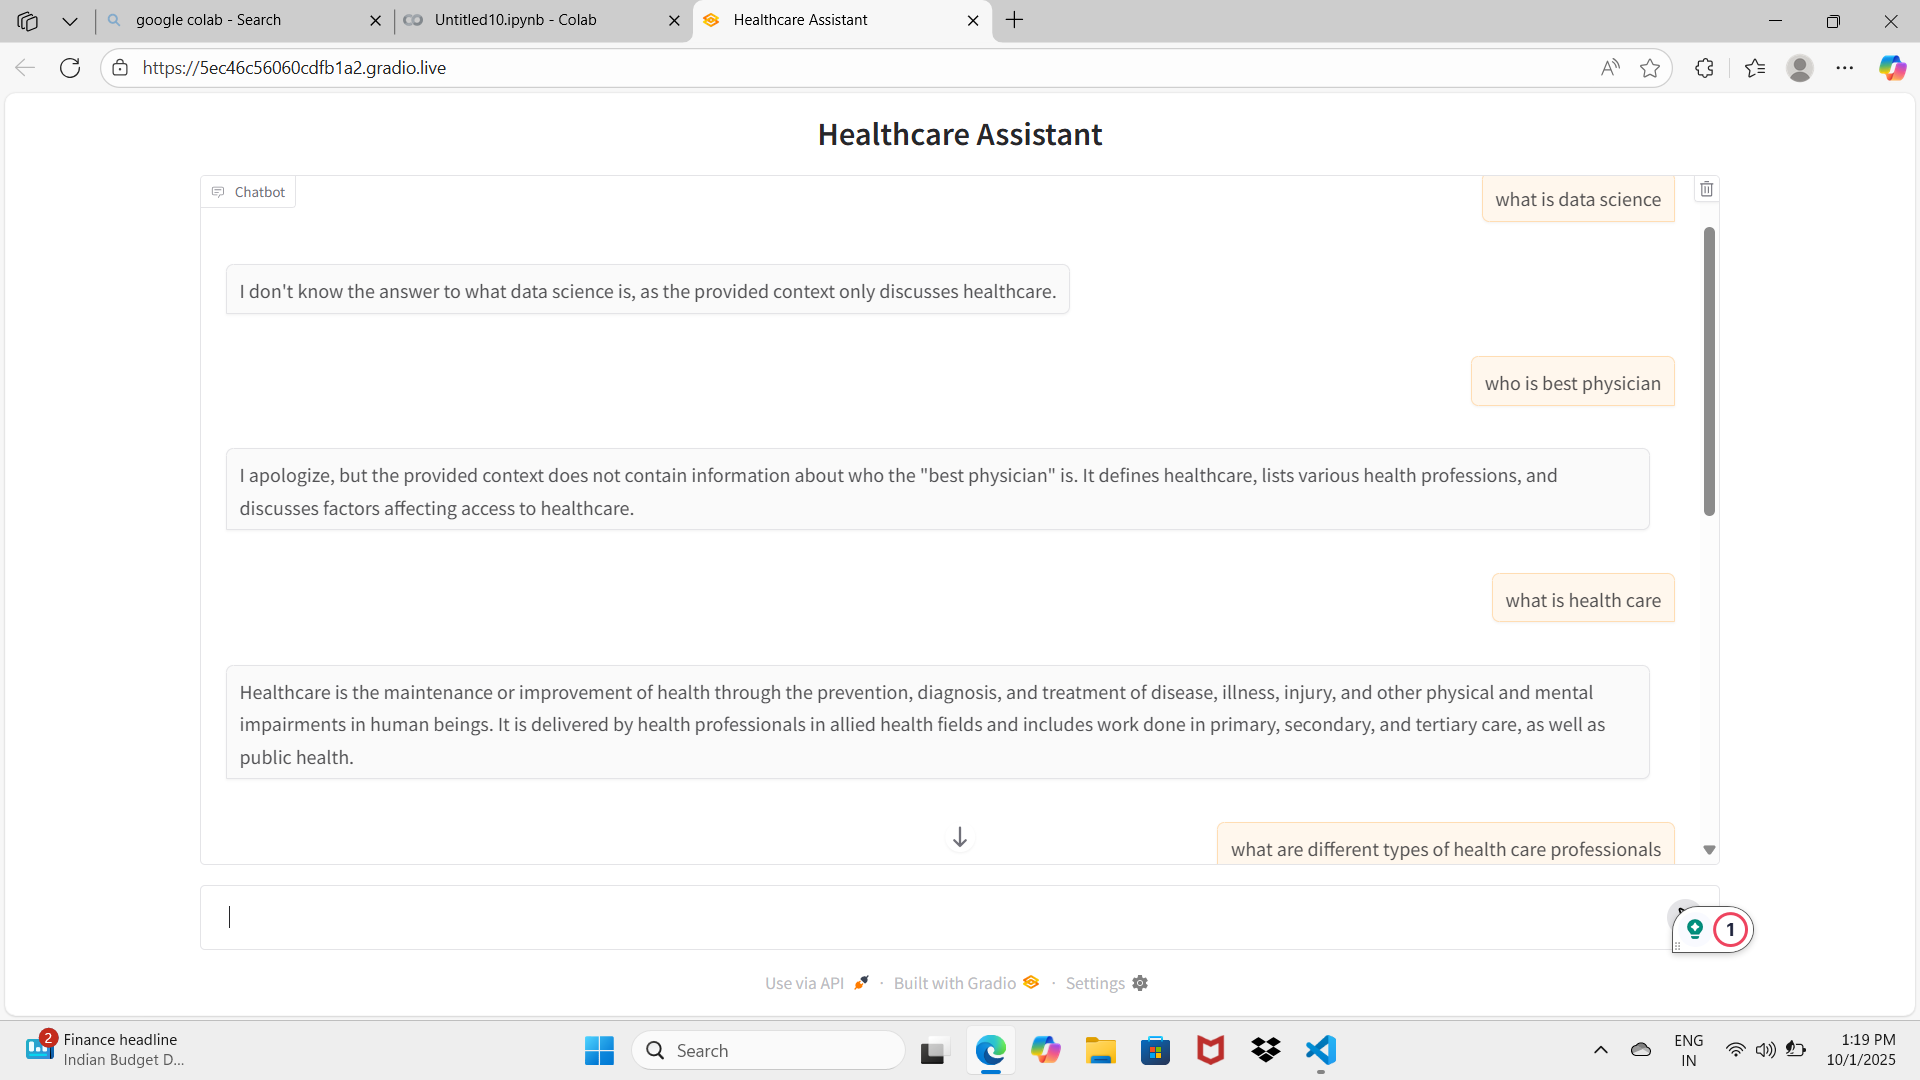 google colab - Search
Untitled10.ipynb - Colab
Healthcare Assistant
https://5ec46c56060cdfb1a2.gradio.live
Healthcare Assistant
Chatbot
what is data science
I don't know the answer to what data science is, as the provided context only discusses healthcare.
who is best physician
I apologize, but the provided context does not contain information about who the "best physician" is. It defines healthcare, lists various health professions, and
discusses factors affecting access to healthcare.
what is health care
Healthcare is the maintenance or improvement of health through the prevention, diagnosis, and treatment of disease, illness, injury, and other physical and mental
impairments in human beings. It is delivered by health professionals in allied health fields and includes work done in primary, secondary, and tertiary care, as well as
public health.
what are different types of health care professionals
1
Use via API · Built with Gradio · Settings
2
Finance headline
Indian Budget D...
Search
ENG
IN
1:19 PM
10/1/2025